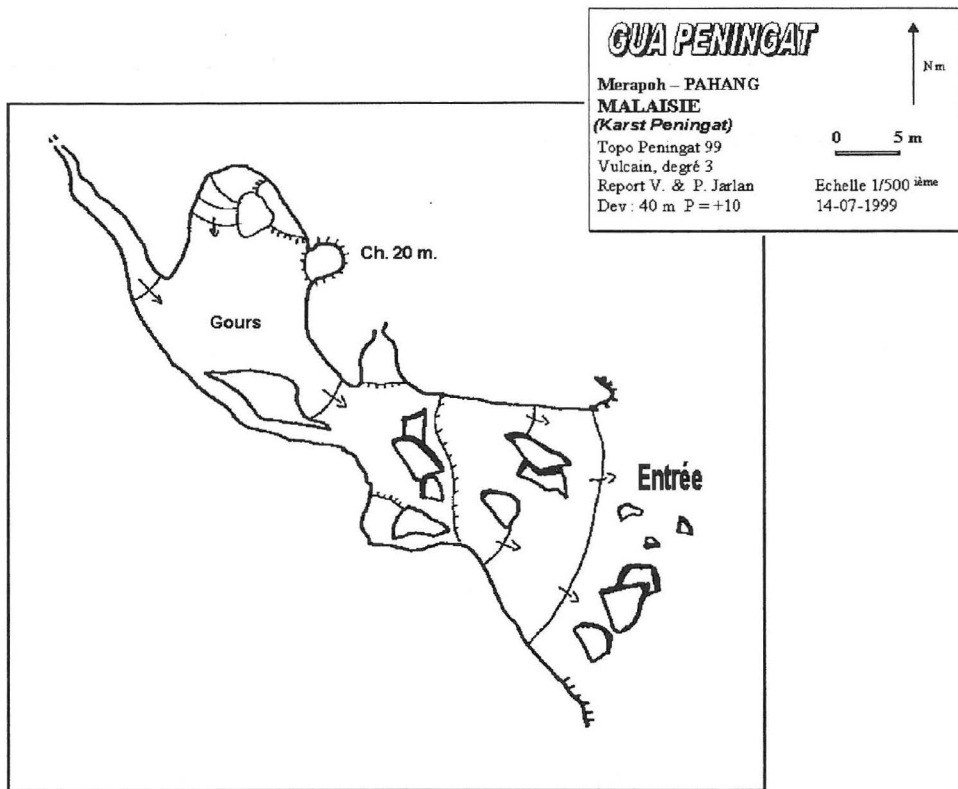 GUA PENINGAT
Nm
Merapoh – PAHANG
MALAISIE
(Karst Peningat)
0 5 m
Topo Peningat 99
Vulcain, degré 3
Report V. & P. Jarlan
Echelle 1/500 ième
Dev : 40 m P = +10
14-07-1999
Ch. 20 m.
Gours
Entrée